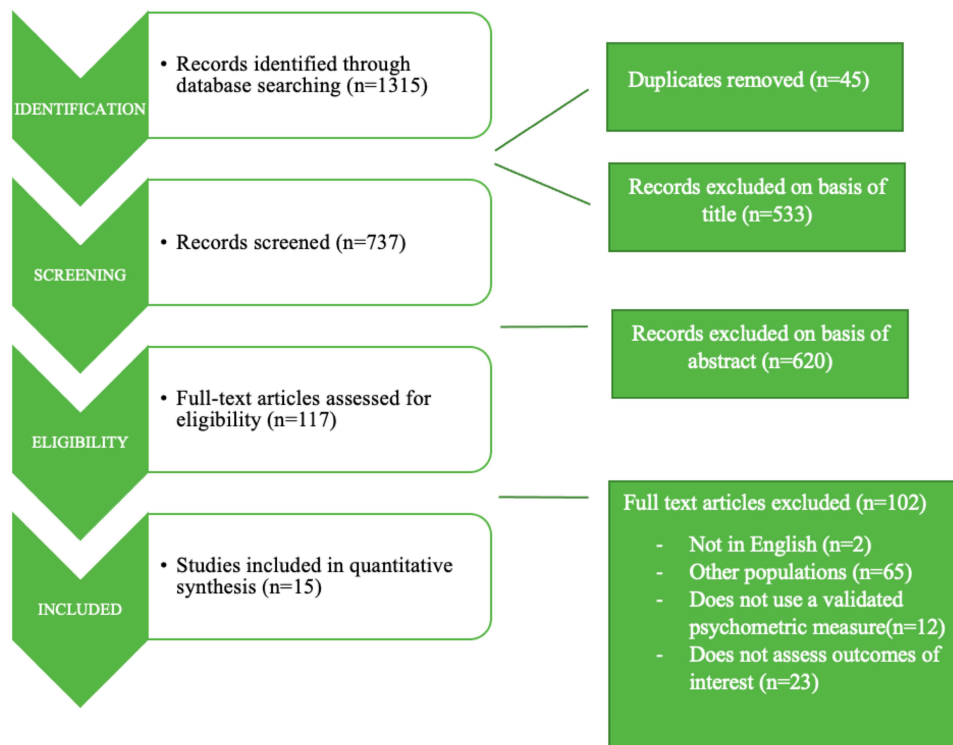 • Records identified through
database searching (n=1315)
IDENTIFICATION
Duplicates removed (n=45)
Records excluded on basis of
title (n=533)
• Records screened (n=737)
SCREENING
Records excluded on basis of
abstract (n=620)
• Full-text articles assessed for
eligibility (n=117)
ELIGIBILITY
Full text articles excluded (n=102)
- Not in English (n=2)
- Other populations (n=65)
- Does not use a validated
psychometric measure(n=12)
- Does not assess outcomes of
interest (n=23)
• Studies included in quantitative
synthesis (n=15)
INCLUDED